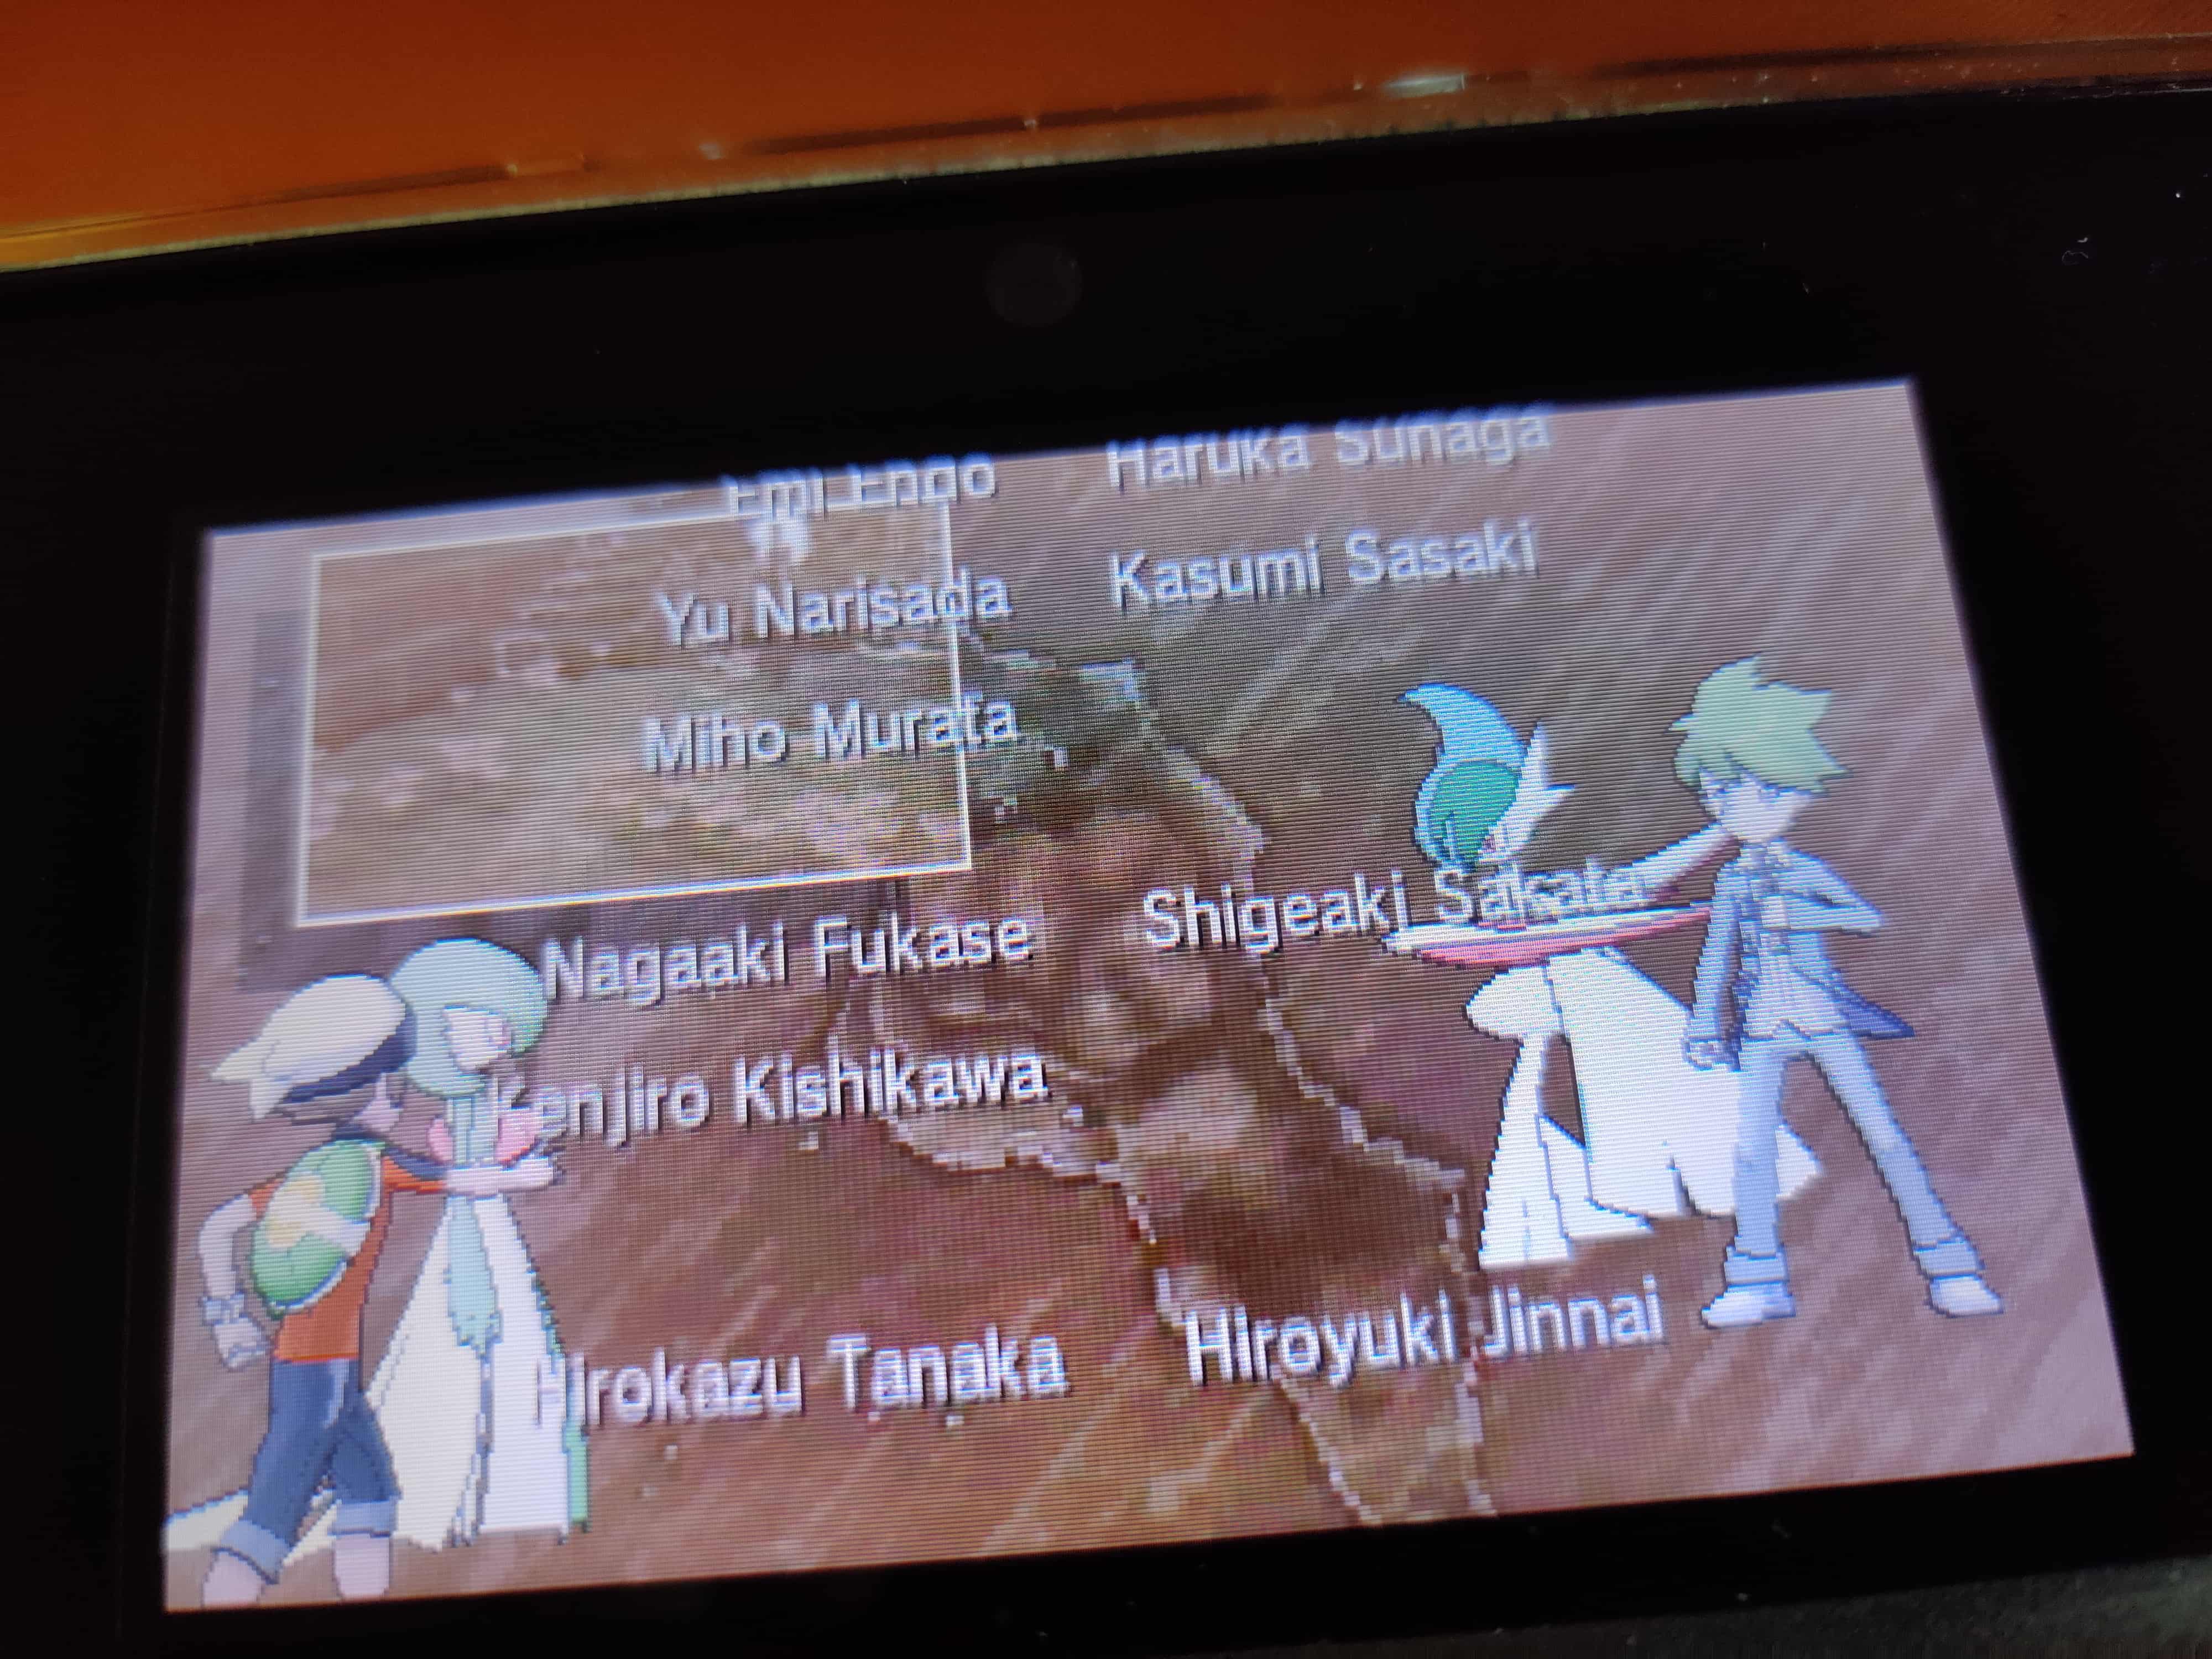 Emi Endo Haruka Sunaga
Yu Narisada Kasumi Sasaki
Miho Murata
Nagaaki Fukase Shigeaki Sakata
Kenjiro Kishikawa
Hirokazu Tanaka Hiroyuki Jinnai